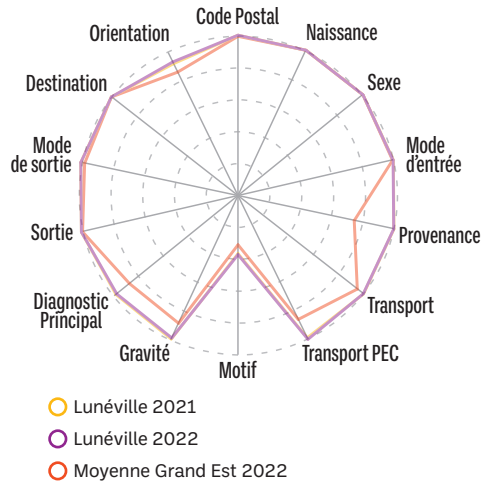 Code Postal
Naissance
Sexe
Mode
d'entrée
Provenance
Transport
Transport PEC
Motif
Gravité
Diagnostic
Principal
Sortie
Mode
de sortie
Destination
Orientation
Lunéville 2021
Lunéville 2022
Moyenne Grand Est 2022